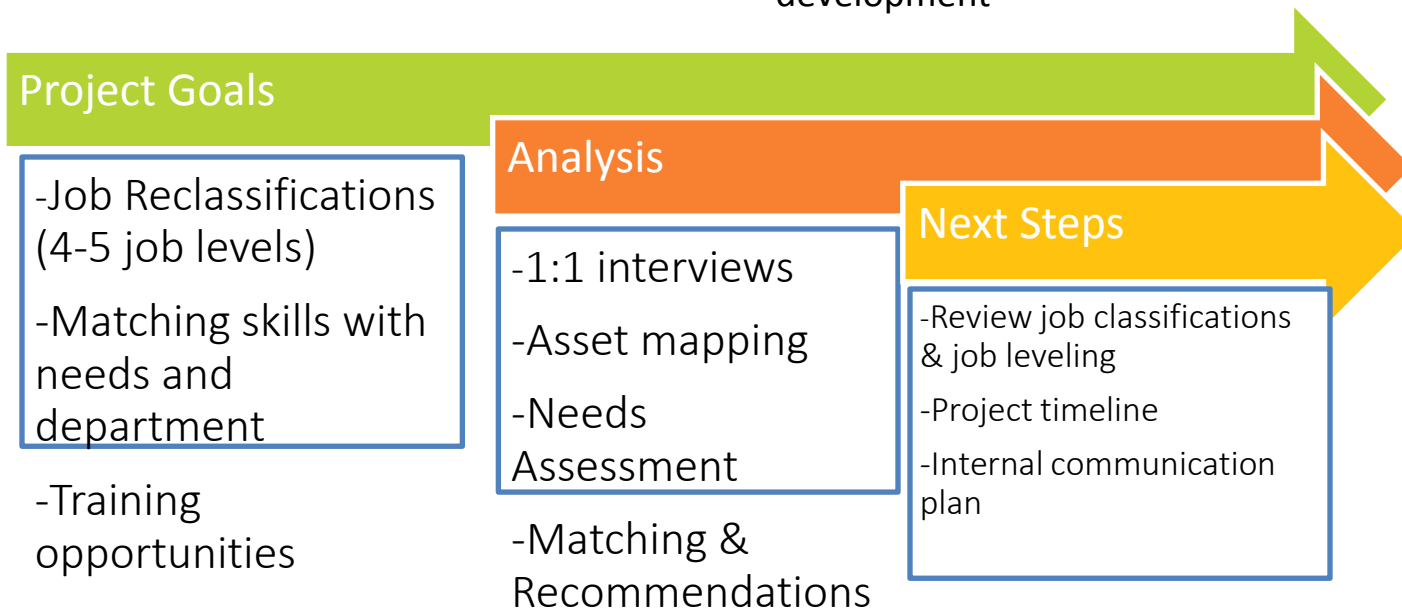 development
Project Goals
-Job Reclassifications
(4-5 job levels)
-Matching skills with
needs and
department
-Training
opportunities
Analysis
-1:1 interviews
-Asset mapping
-Needs
Assessment
-Matching &
Recommendations
Next Steps
-Review job classifications
& job leveling
-Project timeline
-Internal communication
plan